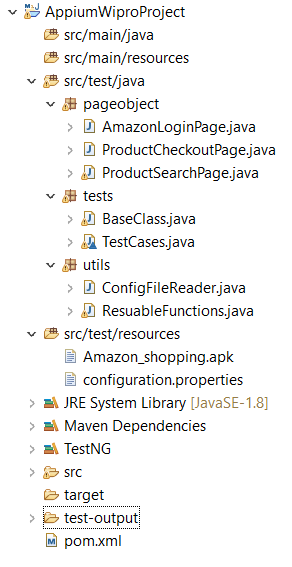 AppiumWiproProject
src/main/java
src/main/resources
src/test/java
pageobject
AmazonLoginPage.java
ProductCheckoutPage.java
ProductSearchPage.java
tests
BaseClass.java
TestCases.java
utils
ConfigFileReader.java
ResuableFunctions.java
src/test/resources
Amazon_shopping.apk
configuration.properties
JRE System Library [JavaSE-1.8]
Maven Dependencies
TestNG
src
target
test-output
pom.xml